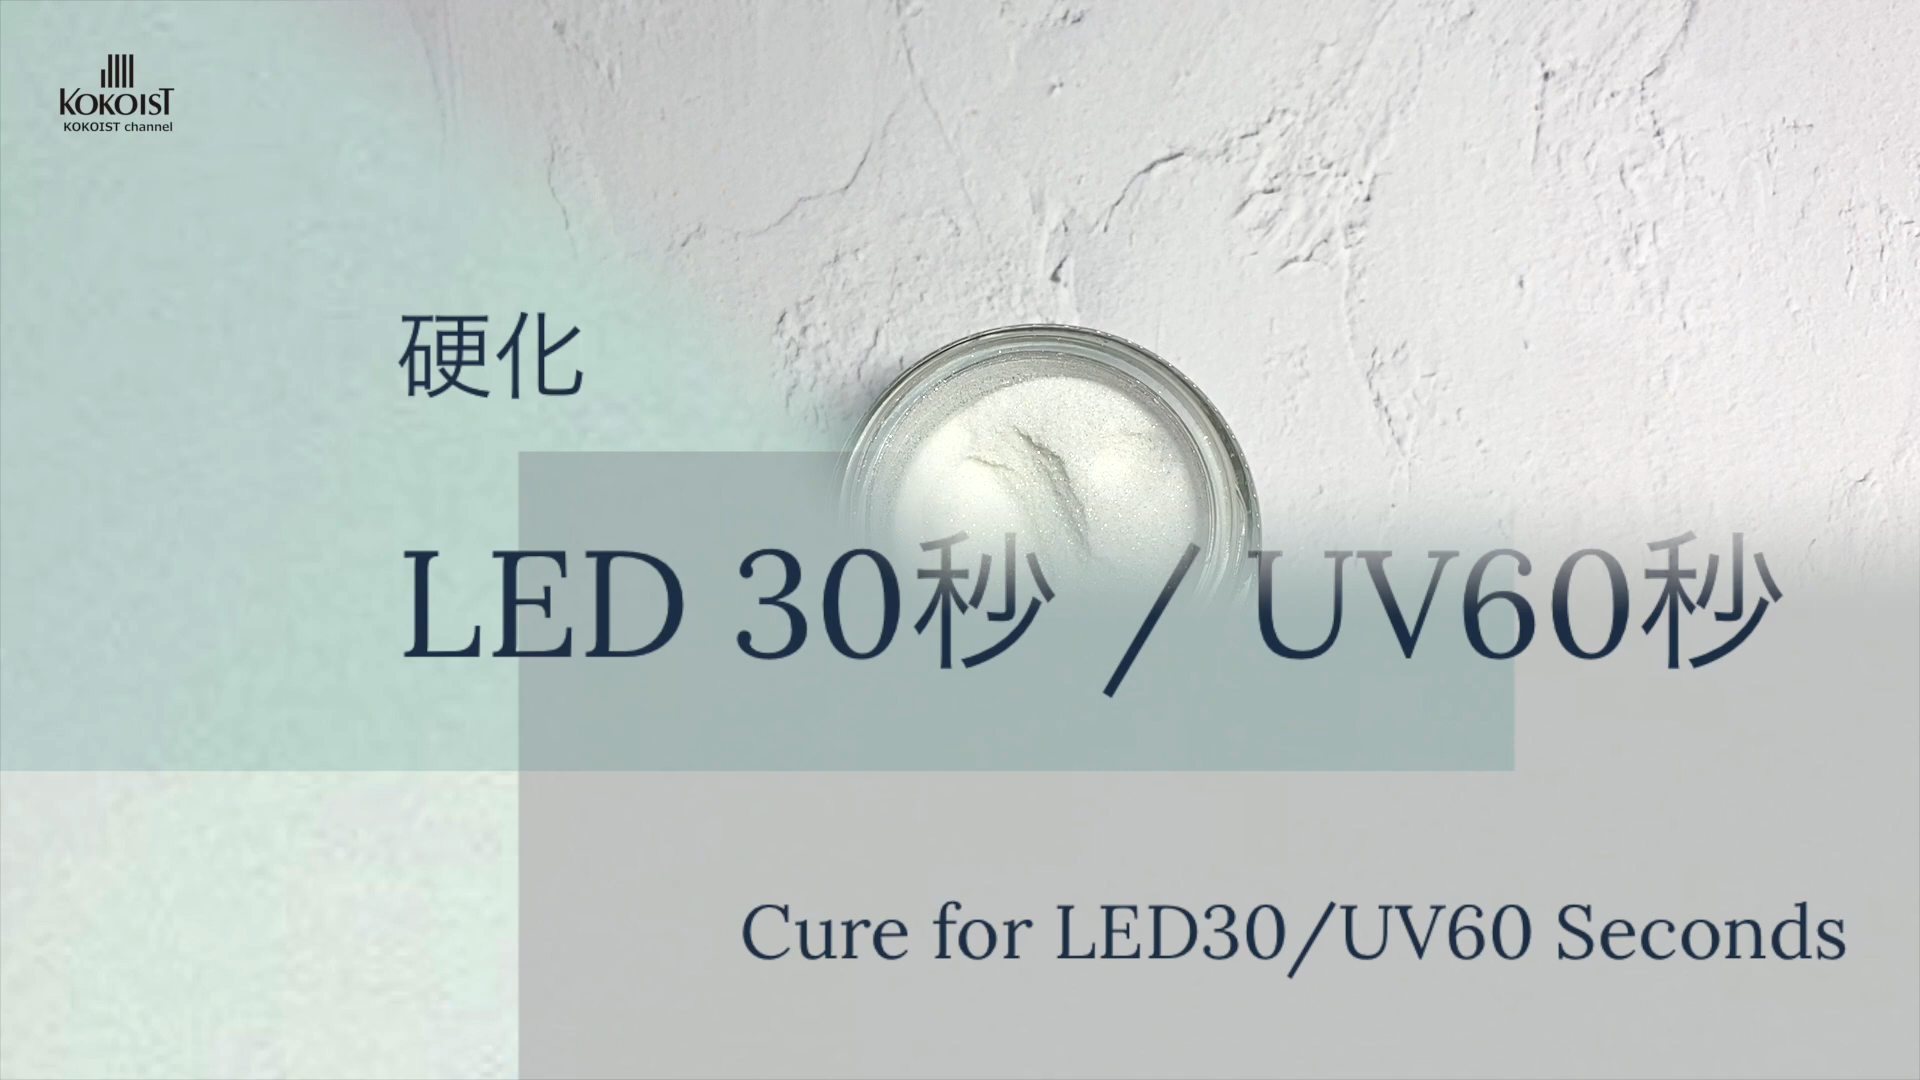 KOKOIST
KOKOIST channel
硬化
LED 30秒 / UV60秒
Cure for LED30/UV60 Seconds